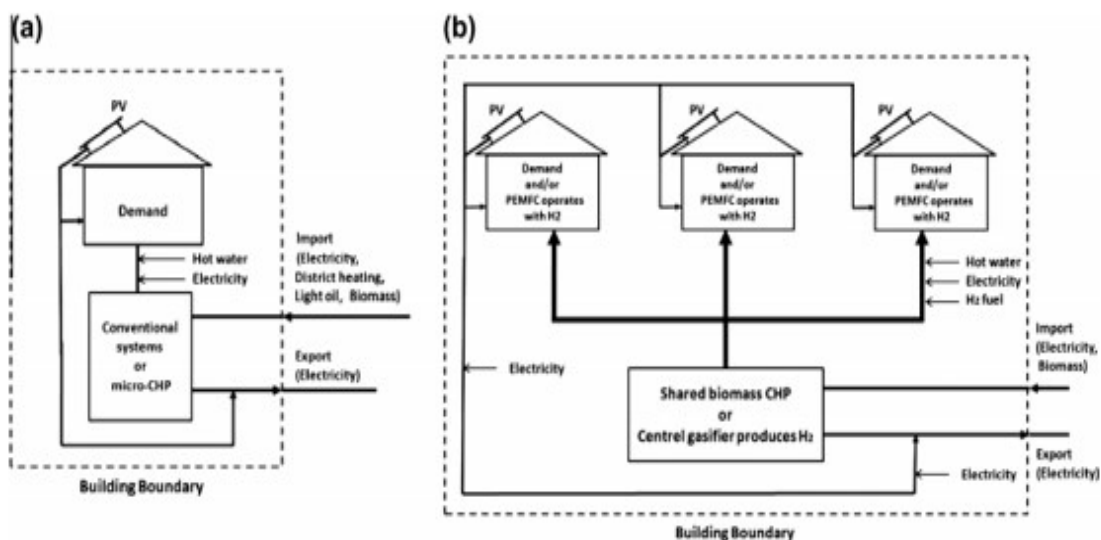 (a)
PV
Demand
Hot water
Electricity
Conventional
systems
or
micro-CHP
Import
(Electricity,
District heating,
Light oil, Biomass)
Export
(Electricity)
Building Boundary
(b)
PV
PV
PV
Demand
and/or
PEMFC operates
with H2
Demand
and/or
PEMFC operates
with H2
Demand
and/or
PEMFC operates
with H2
Hot water
Electricity
H₂ fuel
Electricity
Shared biomass CHP
or
Centrel gasifier produces H₂
Import
(Electricity,
Biomass)
Export
(Electricity)
Electricity
Building Boundary